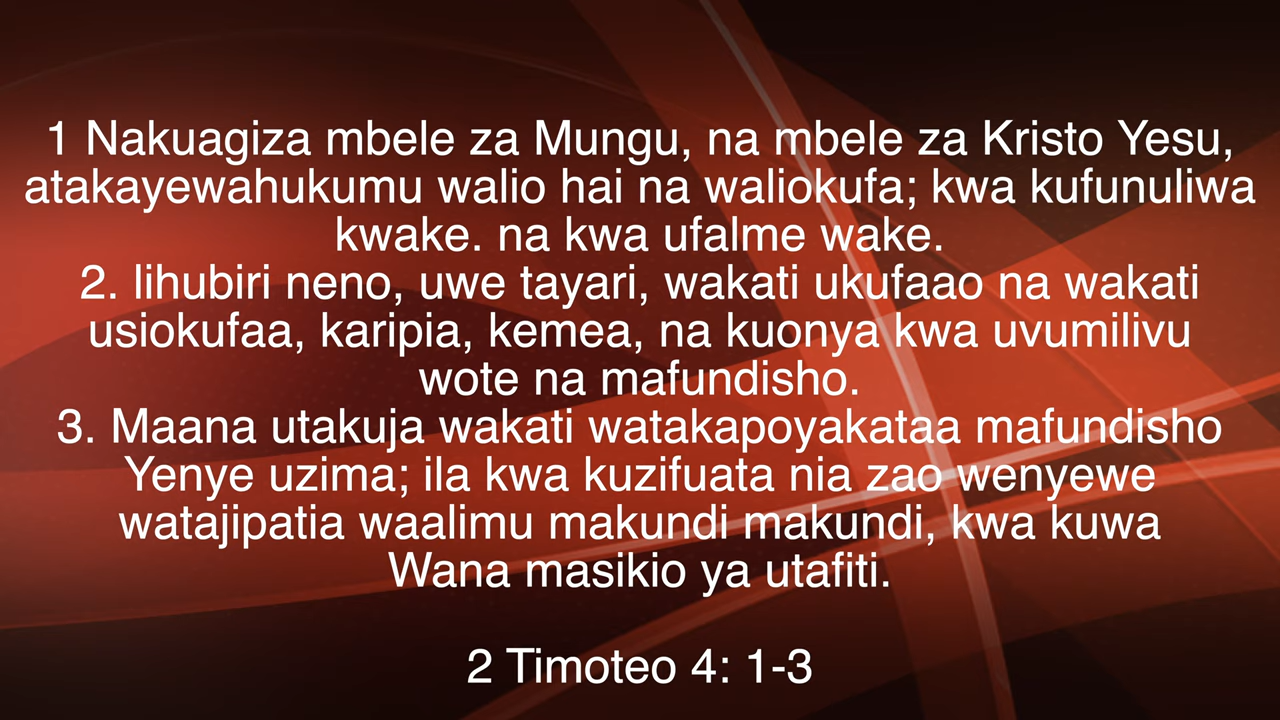 1 Nakuagiza mbele za Mungu, na mbele za Kristo Yesu,
atakayewahukumu walio hai na waliokufa; kwa kufunuliwa
kwake. na kwa ufalme wake.
2. lihubiri neno, uwe tayari, wakati ukufaao na wakati
usiokufaa, karipia, kemea, na kuonya kwa uvumilivu
wote na mafundisho.
3. Maana utakuja wakati watakapoyakataa mafundisho
Yenye uzima; ila kwa kuzifuata nia zao wenyewe
watajipatia waalimu makundi makundi, kwa kuwa
Wana masikio ya utafiti.
2 Timoteo 4: 1-3